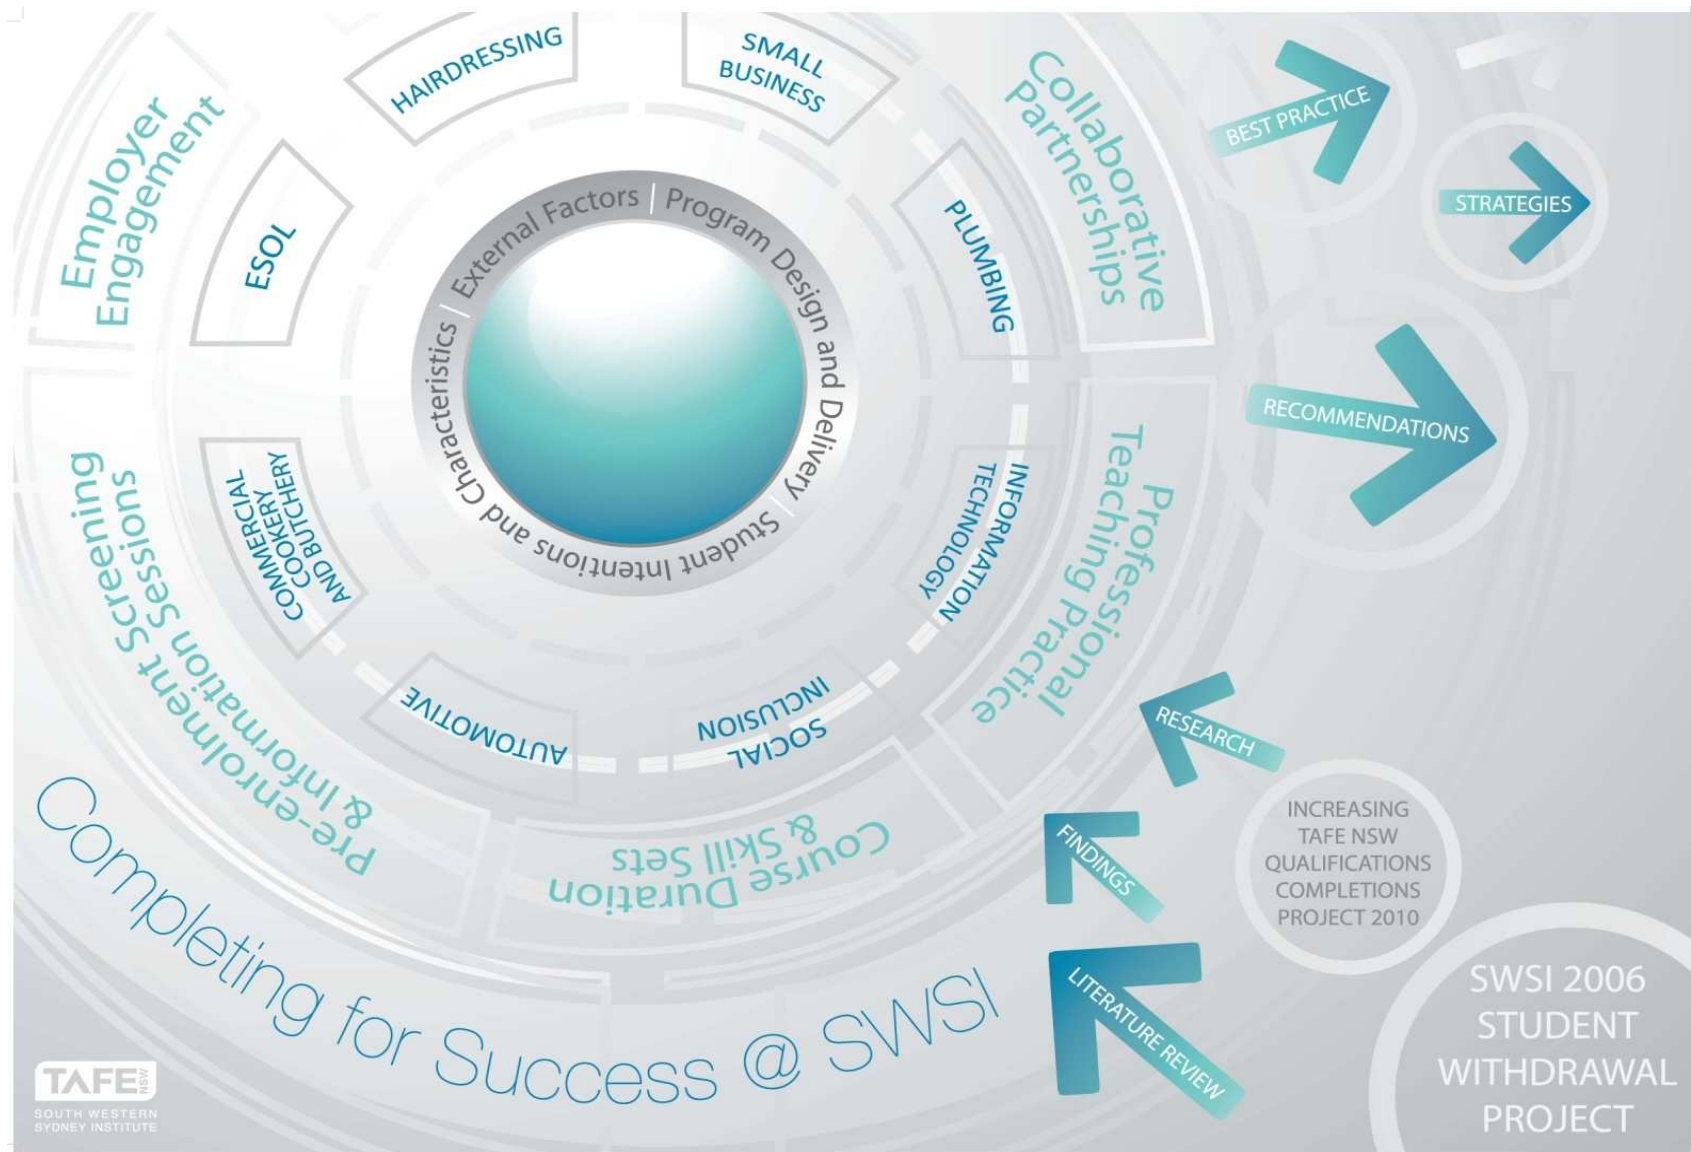 HAIRDRESSING
SMALL
BUSINESS
PLUMBING
INFORMATION
TECHNOLOGY
SOCIAL
INCLUSION
AUTOMOTIVE
COMMERCIAL
COOKERY
AND BUTCHERY
ESOL
External Factors | Program Design and Delivery | Student Intentions and Characteristics |
Employer
Engagement
Collaborative
Partnerships
Professional
Teaching Practice
Course Duration
& Skill Sets
Pre-enrolment Screening
& Information Sessions
BEST PRACTICE
STRATEGIES
RECOMMENDATIONS
RESEARCH
FINDINGS
LITERATURE REVIEW
INCREASING
TAFE NSW
QUALIFICATIONS
COMPLETIONS
PROJECT 2010
SWSI 2006
STUDENT
WITHDRAWAL
PROJECT
Completing for Success @ SWSI
TAFE NSW
SOUTH WESTERN
SYDNEY INSTITUTE